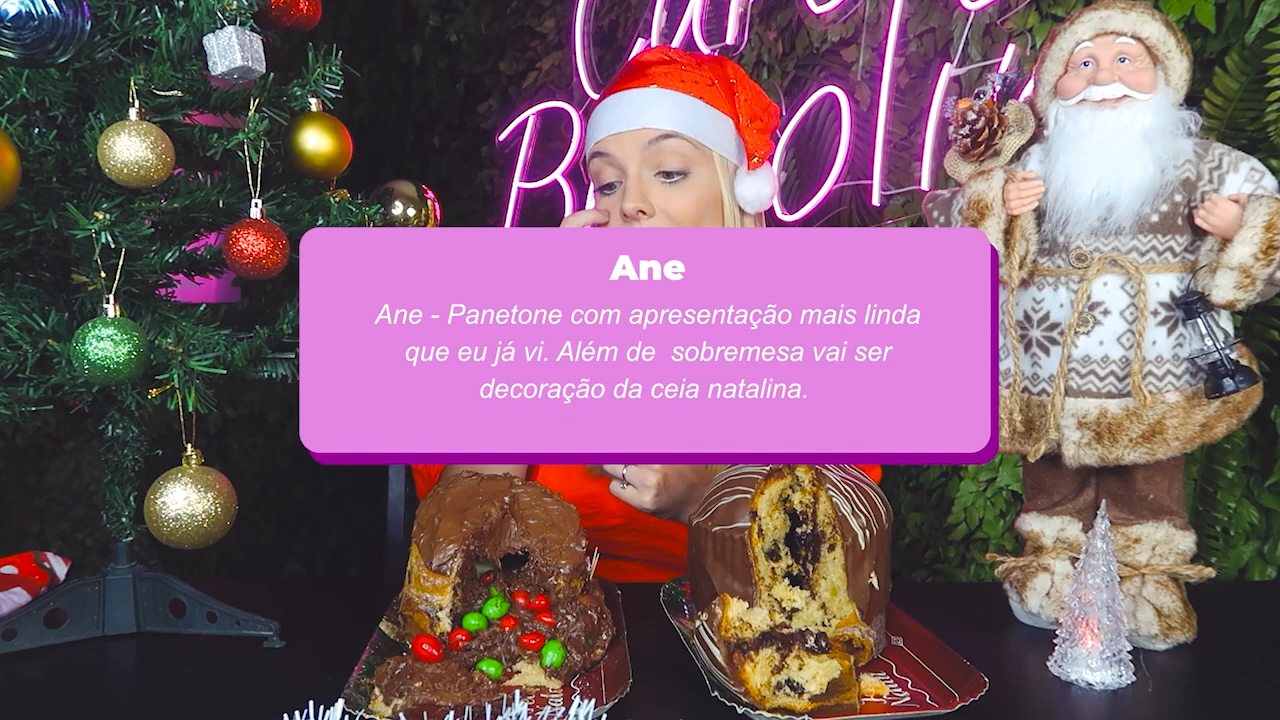 Ane
Ane - Panetone com apresentação mais linda
que eu já vi. Além de  sobremesa vai ser
decoração da ceia natalina.